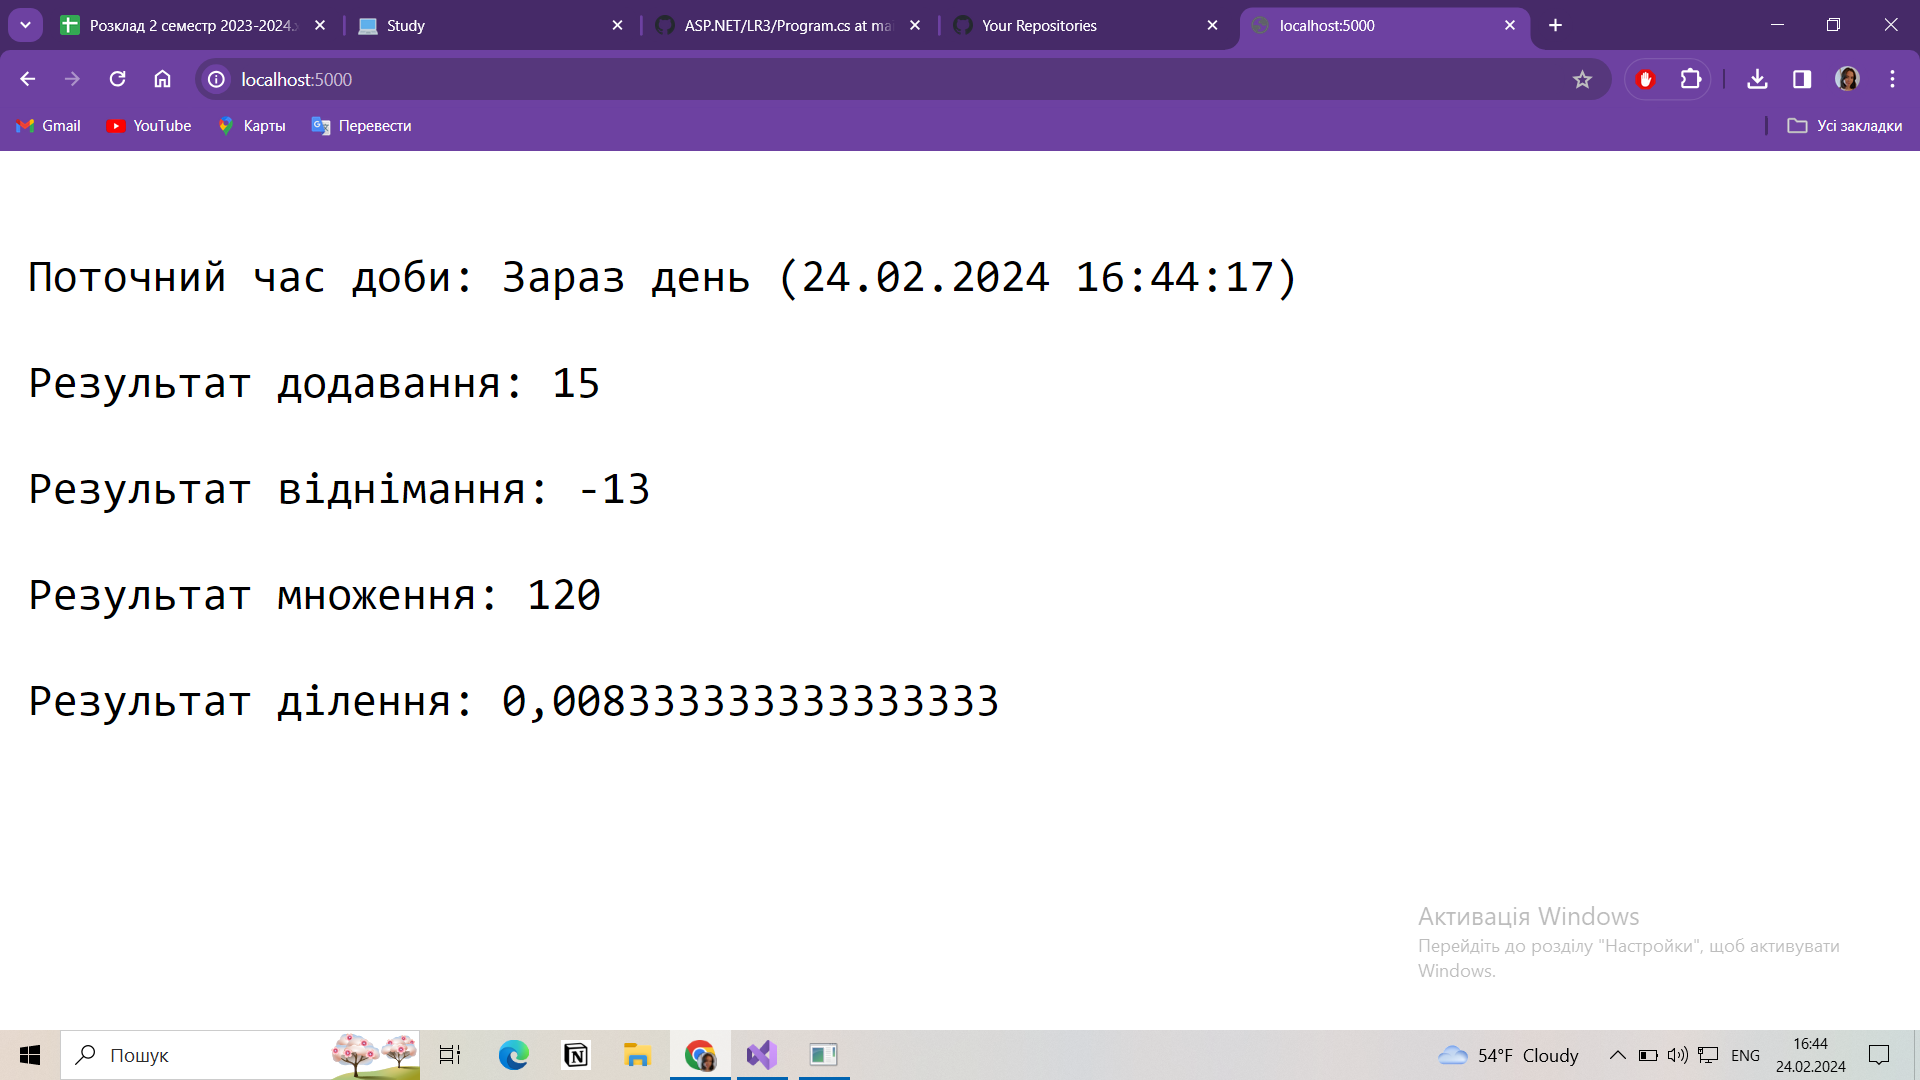 Розклад 2 семестр 2023-2024.x
Study
ASP.NET/LR3/Program.cs at mai
Your Repositories
localhost:5000
localhost:5000
Gmail
YouTube
Карты
Перевести
Усі закладки
Поточний час доби: Зараз день (24.02.2024 16:44:17)
Результат додавання: 15
Результат віднімання: -13
Результат множення: 120
Результат ділення: 0,008333333333333333
Активація Windows
Перейдіть до розділу "Настройки", щоб активувати
Windows.
Пошук
54°F Cloudy
ENG
16:44
24.02.2024